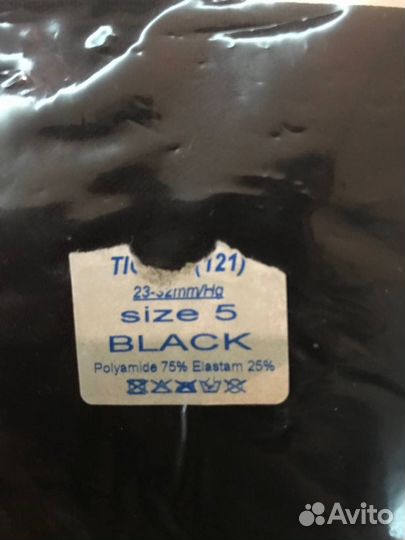 (121)
23-32mm/Hg
size 5
BLACK
Polyamide 75% Elastam 25%
Avito